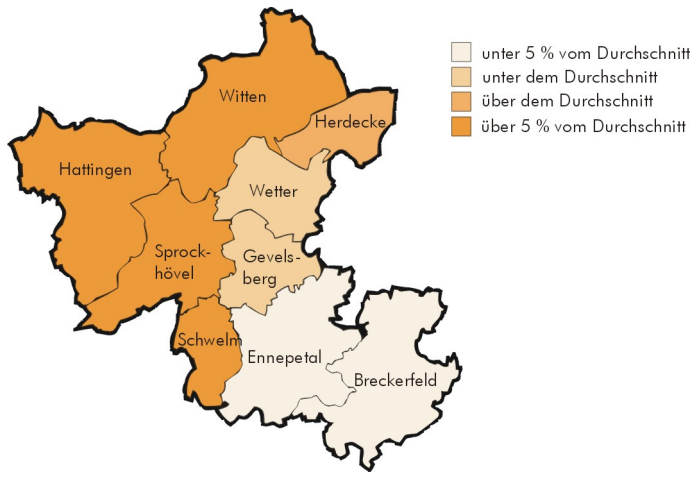 unter 5 % vom Durchschnitt
unter dem Durchschnitt
über dem Durchschnitt
über 5 % vom Durchschnitt
Witten
Herdecke
Hattingen
Wetter
Sprock-
hövel
Gevels-
berg
Schwelm
Ennepetal
Breckerfeld